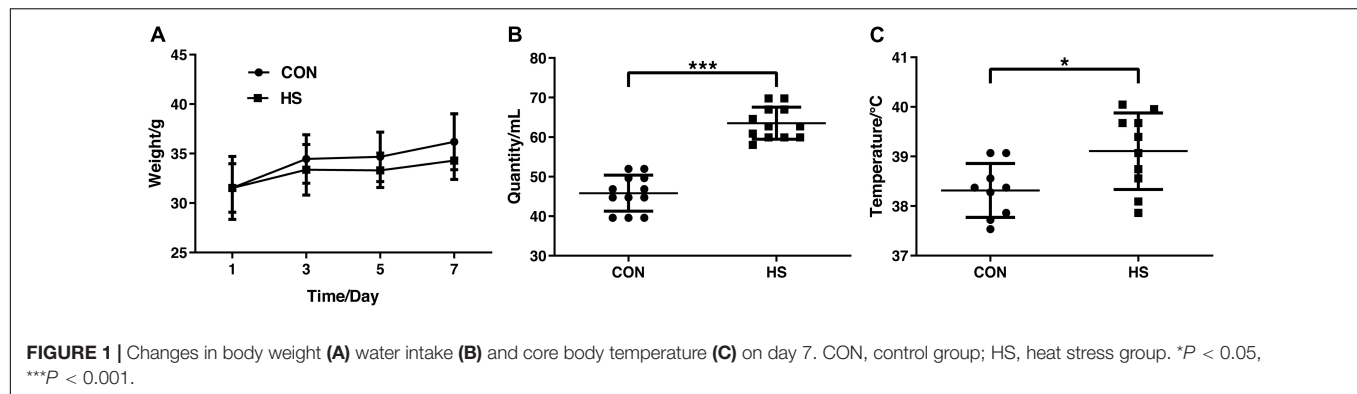 A
45
40
35
30
25
Weight/g
CON
HS
1 3 5 7
Time/Day
B
80
70
60
50
40
30
Quantity/mL
***
CON HS
C
41
40
39
38
37
Temperature/°C
*
CON HS
FIGURE 1 | Changes in body weight (A) water intake (B) and core body temperature (C) on day 7. CON, control group; HS, heat stress group. *P < 0.05,
***P < 0.001.